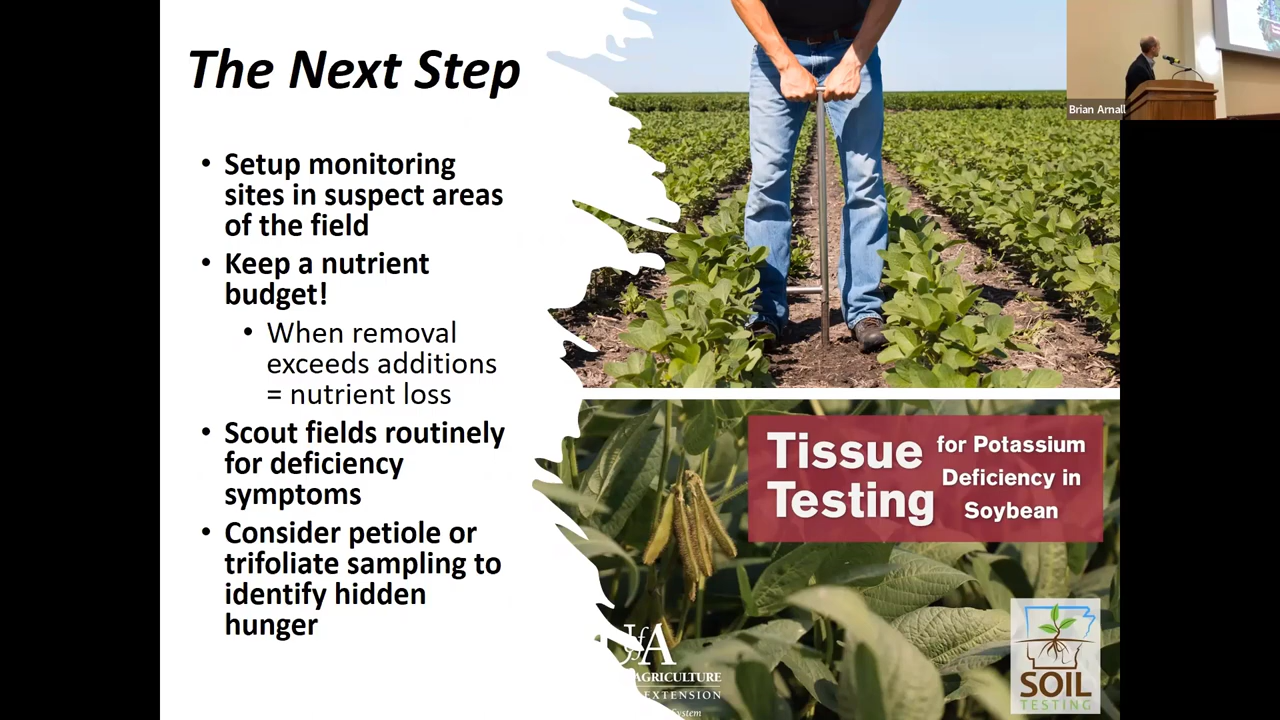 The Next Step
• Setup monitoring
sites in suspect areas
of the field
• Keep a nutrient
budget!
• When removal
exceeds additions
= nutrient loss
• Scout fields routinely
for deficiency
symptoms
• Consider petiole or
trifoliate sampling to
identify hidden
hunger
Brian Arnall
Tissue
Testing
for Potassium
Deficiency in
Soybean
UofA
AGRICULTURE
EXTENSION
System
SOIL
TESTING